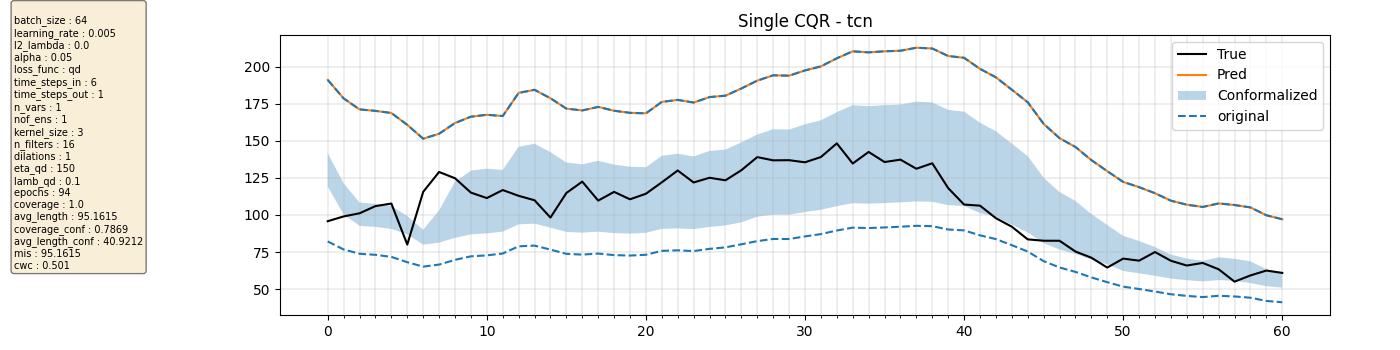 batch_size : 64
learning_rate : 0.005
l2_lambda : 0.0
alpha : 0.05
loss_func : qd
time_steps_in : 6
time_steps_out : 1
n_vars : 1
nof_ens : 1
kernel_size : 3
n_filters : 16
dilations : 1
eta_qd : 150
lamb_qd : 0.1
epochs : 94
coverage : 1.0
avg_length : 95.1615
coverage_conf : 0.7869
avg_length_conf : 40.9212
mis : 95.1615
cwc : 0.501
Single CQR - tcn
True
Pred
Conformalized
original
200
175
150
125
100
75
50
0 10 20 30 40 50 60